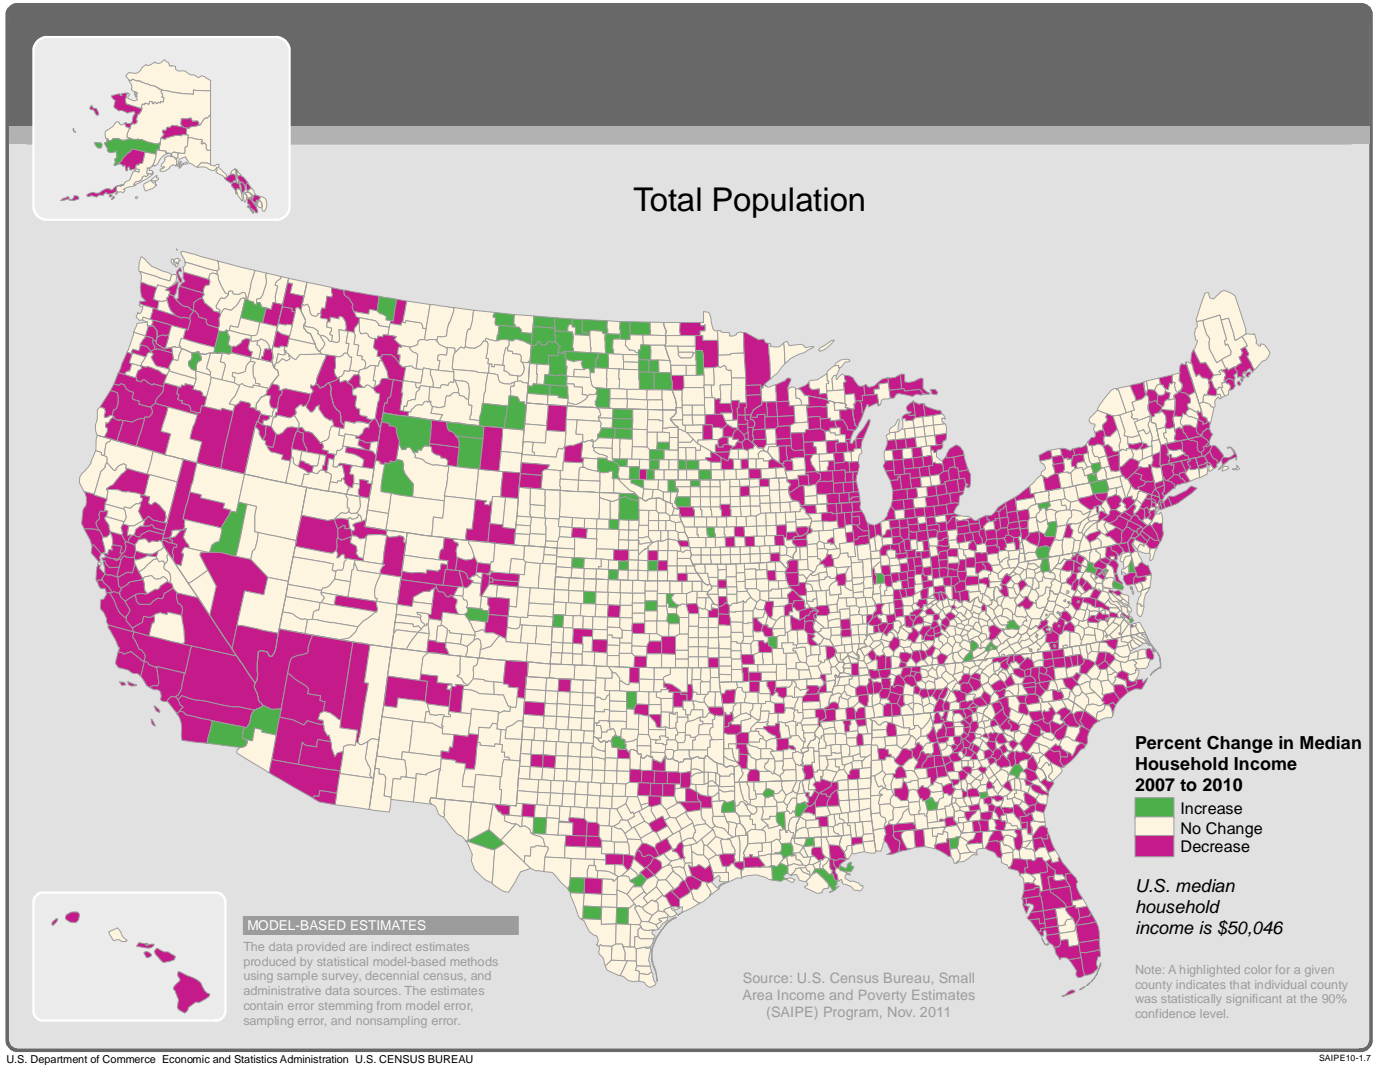 Total Population
Percent Change in Median
Household Income
2007 to 2010
Increase
No Change
Decrease
U.S. median
household
income is $50,046
MODEL-BASED ESTIMATES
The data provided are indirect estimates
produced by statistical model-based methods
using sample survey, decennial census, and
administrative data sources. The estimates
contain error stemming from model error,
sampling error, and nonsampling error.
Source: U.S. Census Bureau, Small
Area Income and Poverty Estimates
(SAIPE) Program, Nov. 2011
Note: A highlighted color for a given
county indicates that individual county
was statistically significant at the 90%
confidence level.
U.S. Department of Commerce Economic and Statistics Administration U.S. CENSUS BUREAU
SAIPE10-1.7